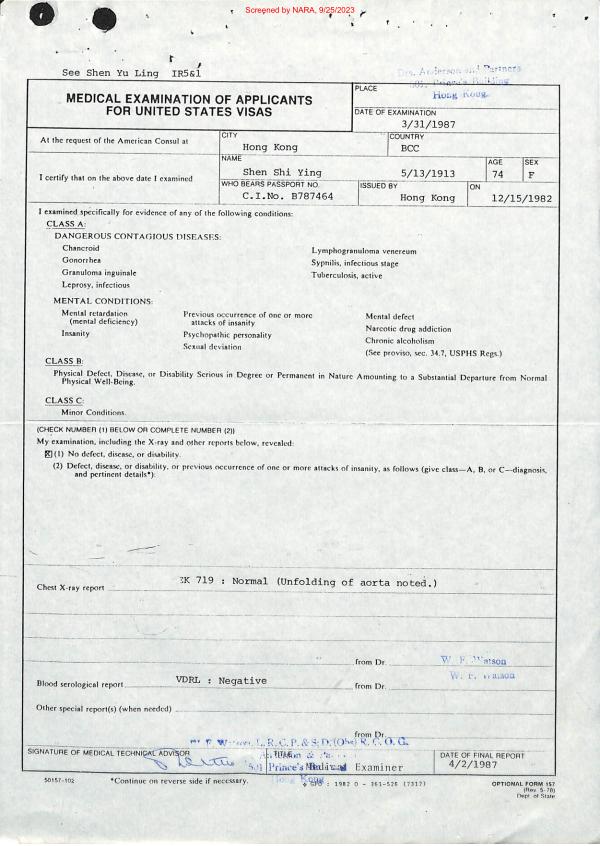 Screened by NARA, 9/25/2023
See Shen Yu Ling IR5&1
Drs. Anderson and Partners
Prince's Building
Hong Kong
MEDICAL EXAMINATION OF APPLICANTS
FOR UNITED STATES VISAS
PLACE
DATE OF EXAMINATION
3/31/1987
At the request of the American Consul at
CITY
Hong Kong
COUNTRY
BCC
I certify that on the above date I examined
NAME
Shen Shi Ying 5/13/1913
AGE
74
SEX
F
WHO BEARS PASSPORT NO.
C.I.No. B787464
ISSUED BY
Hong Kong
ON
12/15/1982
I examined specifically for evidence of any of the following conditions:
CLASS A:
DANGEROUS CONTAGIOUS DISEASES:
Chancroid
Gonorrhea
Granuloma inguinale
Leprosy, infectious
Lymphogranuloma venereum
Syphilis, infectious stage
Tuberculosis, active
MENTAL CONDITIONS:
Mental retardation
(mental deficiency)
Insanity
Previous occurrence of one or more
attacks of insanity
Psychopathic personality
Sexual deviation
Mental defect
Narcotic drug addiction
Chronic alcoholism
(See proviso, sec. 34.7, USPHS Regs.)
CLASS B:
Physical Defect, Disease, or Disability Serious in Degree or Permanent in Nature Amounting to a Substantial Departure from Normal
Physical Well-Being.
CLASS C:
Minor Conditions.
(CHECK NUMBER (1) BELOW OR COMPLETE NUMBER (2))
My examination, including the X-ray and other reports below, revealed:
☒ (1) No defect, disease, or disability.
(2) Defect, disease, or disability, or previous occurrence of one or more attacks of insanity, as follows (give class—A, B, or C—diagnosis,
and pertinent details*):
Chest X-ray report K 719 : Normal (Unfolding of aorta noted.)
from Dr. W. F. Watson
Blood serological report VDRL : Negative
from Dr. W. F. Watson
Other special report(s) (when needed)
from Dr.
L.R.C.P.& S.D.(Obs) R.C.O.G.
SIGNATURE OF MEDICAL TECHNICAL ADVISOR
TITLE
Anderson & Pa
Prince's
Medical Examiner
Hong Kong
DATE OF FINAL REPORT
4/2/1987
50157-102
*Continue on reverse side if necessary.
GPO : 1982 O - 361-526 (7317)
OPTIONAL FORM 157
(Rev. 5-78)
Dept. of State